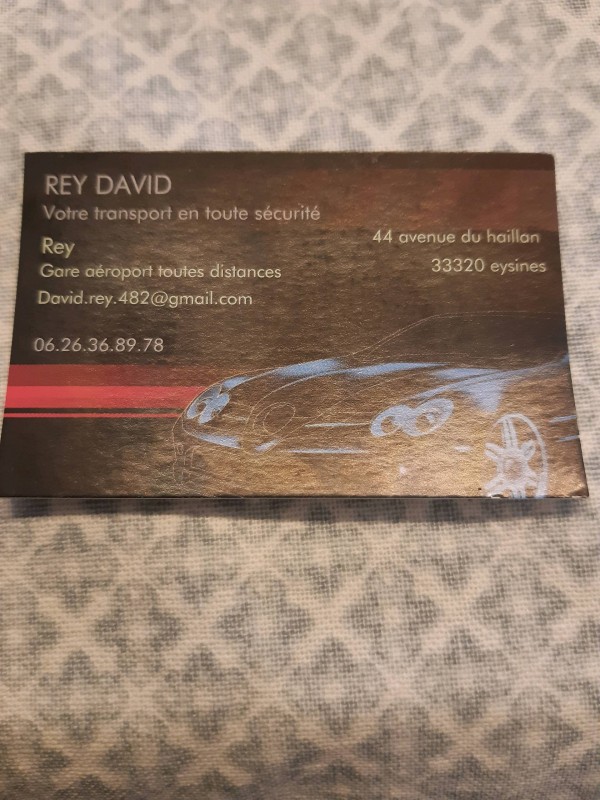 REY DAVID
Votre transport en toute sécurité
Rey
Gare aéroport toutes distances
David.rey.482@gmail.com
06.26.36.89.78
44 avenue du haillan
33320 eysines